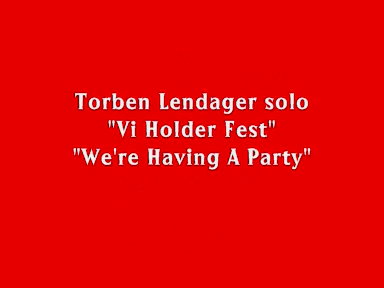 Torben Lendager solo
"Vi Holder Fest"
"We're Having A Party"